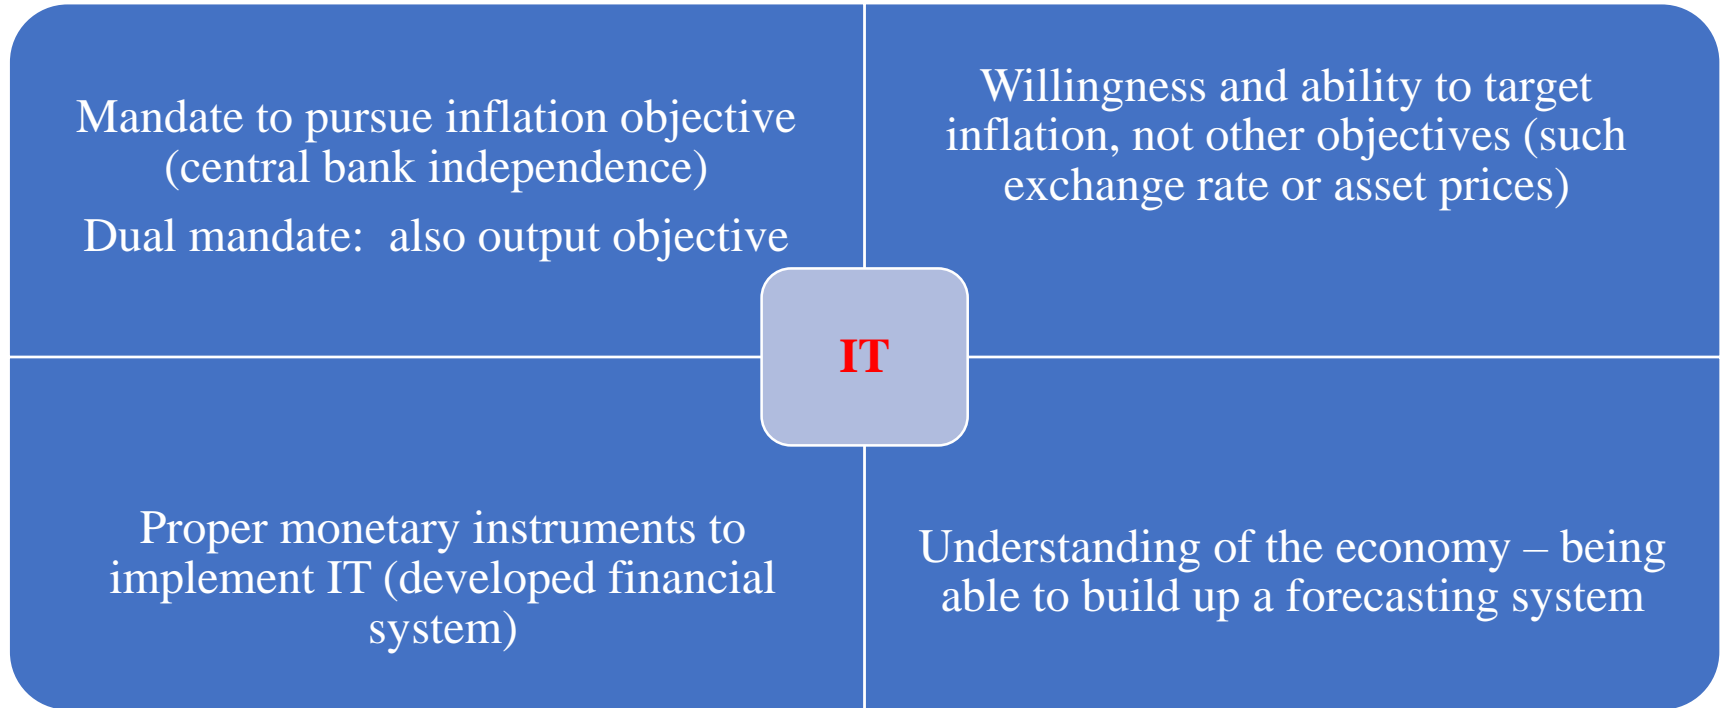 Mandate to pursue inflation objective
(central bank independence)
Dual mandate:  also output objective
Willingness and ability to target
inflation, not other objectives (such
exchange rate or asset prices)
IT
Proper monetary instruments to
implement IT (developed financial
system)
Understanding of the economy – being
able to build up a forecasting system